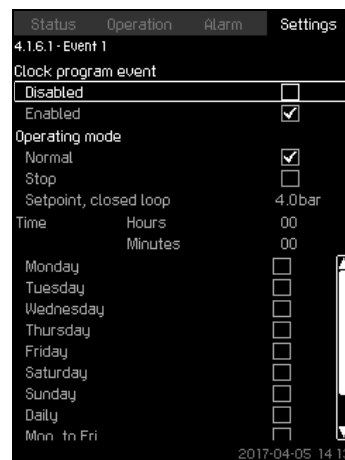 Status Operation Alarm Settings
4.1.6.1 - Event 1
Clock program event
Disabled
Enabled
Operating mode
Normal
Stop
Setpoint, closed loop 4.0bar
Time Hours 00
Minutes 00
Monday
Tuesday
Wednesday
Thursday
Friday
Saturday
Sunday
Daily
Mon. to Fri
2017-04-05 14:13